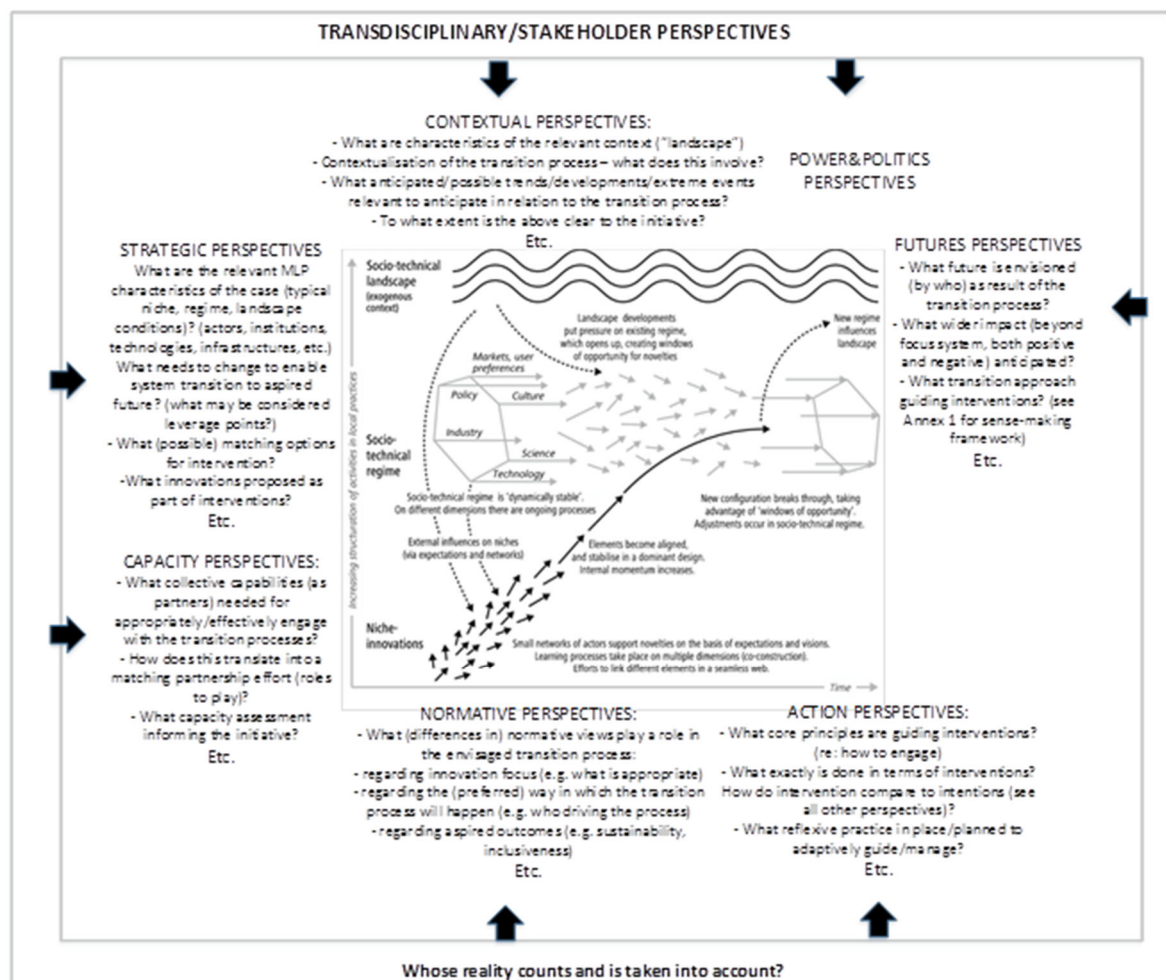 TRANSDISCIPLINARY/STAKEHOLDER PERSPECTIVES
CONTEXTUAL PERSPECTIVES:
- What are characteristics of the relevant context ("landscape")
- Contextualisation of the transition process – what does this involve?
- What anticipated/possible trends/developments/extreme events
relevant to anticipate in relation to the transition process?
- To what extent is the above clear to the initiative?
Etc.
POWER&POLITICS
PERSPECTIVES
STRATEGIC PERSPECTIVES
What are the relevant MLP
characteristics of the case (typical
niche, regime, landscape
conditions)? (actors, institutions,
technologies, infrastructures, etc.)
What needs to change to enable
system transition to aspired
future? (what may be considered
leverage points?)
- What (possible) matching options
for intervention?
- What innovations proposed as
part of interventions?
Etc.
CAPACITY PERSPECTIVES:
- What collective capabilities (as
partners) needed for
appropriately/effectively engage
with the transition processes?
- How does this translate into a
matching partnership effort (roles
to play)?
- What capacity assessment
informing the initiative?
Etc.
Increasing structuration of activities in local practices
Socio-technical
landscape
(exogenous
context)
Landscape developments
put pressure on existing regime,
which opens up, creating windows
of opportunity for novelties
New regime
influences
landscape
Markets, user
preferences
Policy
Culture
Industry
Science
Technology
Socio-
technical
regime
Socio-technical regime is 'dynamically stable'.
On different dimensions there are ongoing processes
New configuration breaks through, taking
advantage of 'windows of opportunity'.
Adjustments occur in socio-technical regime.
External influences on niches
(via expectations and networks)
Elements become aligned,
and stabilise in a dominant design.
Internal momentum increases.
Niche-
innovations
Small networks of actors support novelties on the basis of expectations and visions.
Learning processes take place on multiple dimensions (co-construction).
Efforts to link different elements in a seamless web.
Time
FUTURES PERSPECTIVES
- What future is envisioned
(by who) as result of the
transition process?
- What wider impact (beyond
focus system, both positive
and negative) anticipated?
- What transition approach
guiding interventions? (see
Annex 1 for sense-making
framework)
Etc.
NORMATIVE PERSPECTIVES:
- What (differences in) normative views play a role in
the envisaged transition process:
- regarding innovation focus (e.g. what is appropriate)
- regarding the (preferred) way in which the transition
process will happen (e.g. who driving the process)
- regarding aspired outcomes (e.g. sustainability,
inclusiveness)
Etc.
ACTION PERSPECTIVES:
- What core principles are guiding interventions?
(re: how to engage)
- What exactly is done in terms of interventions?
How do intervention compare to intentions (see
all other perspectives)?
- What reflexive practice in place/planned to
adaptively guide/manage?
Etc.
Whose reality counts and is taken into account?